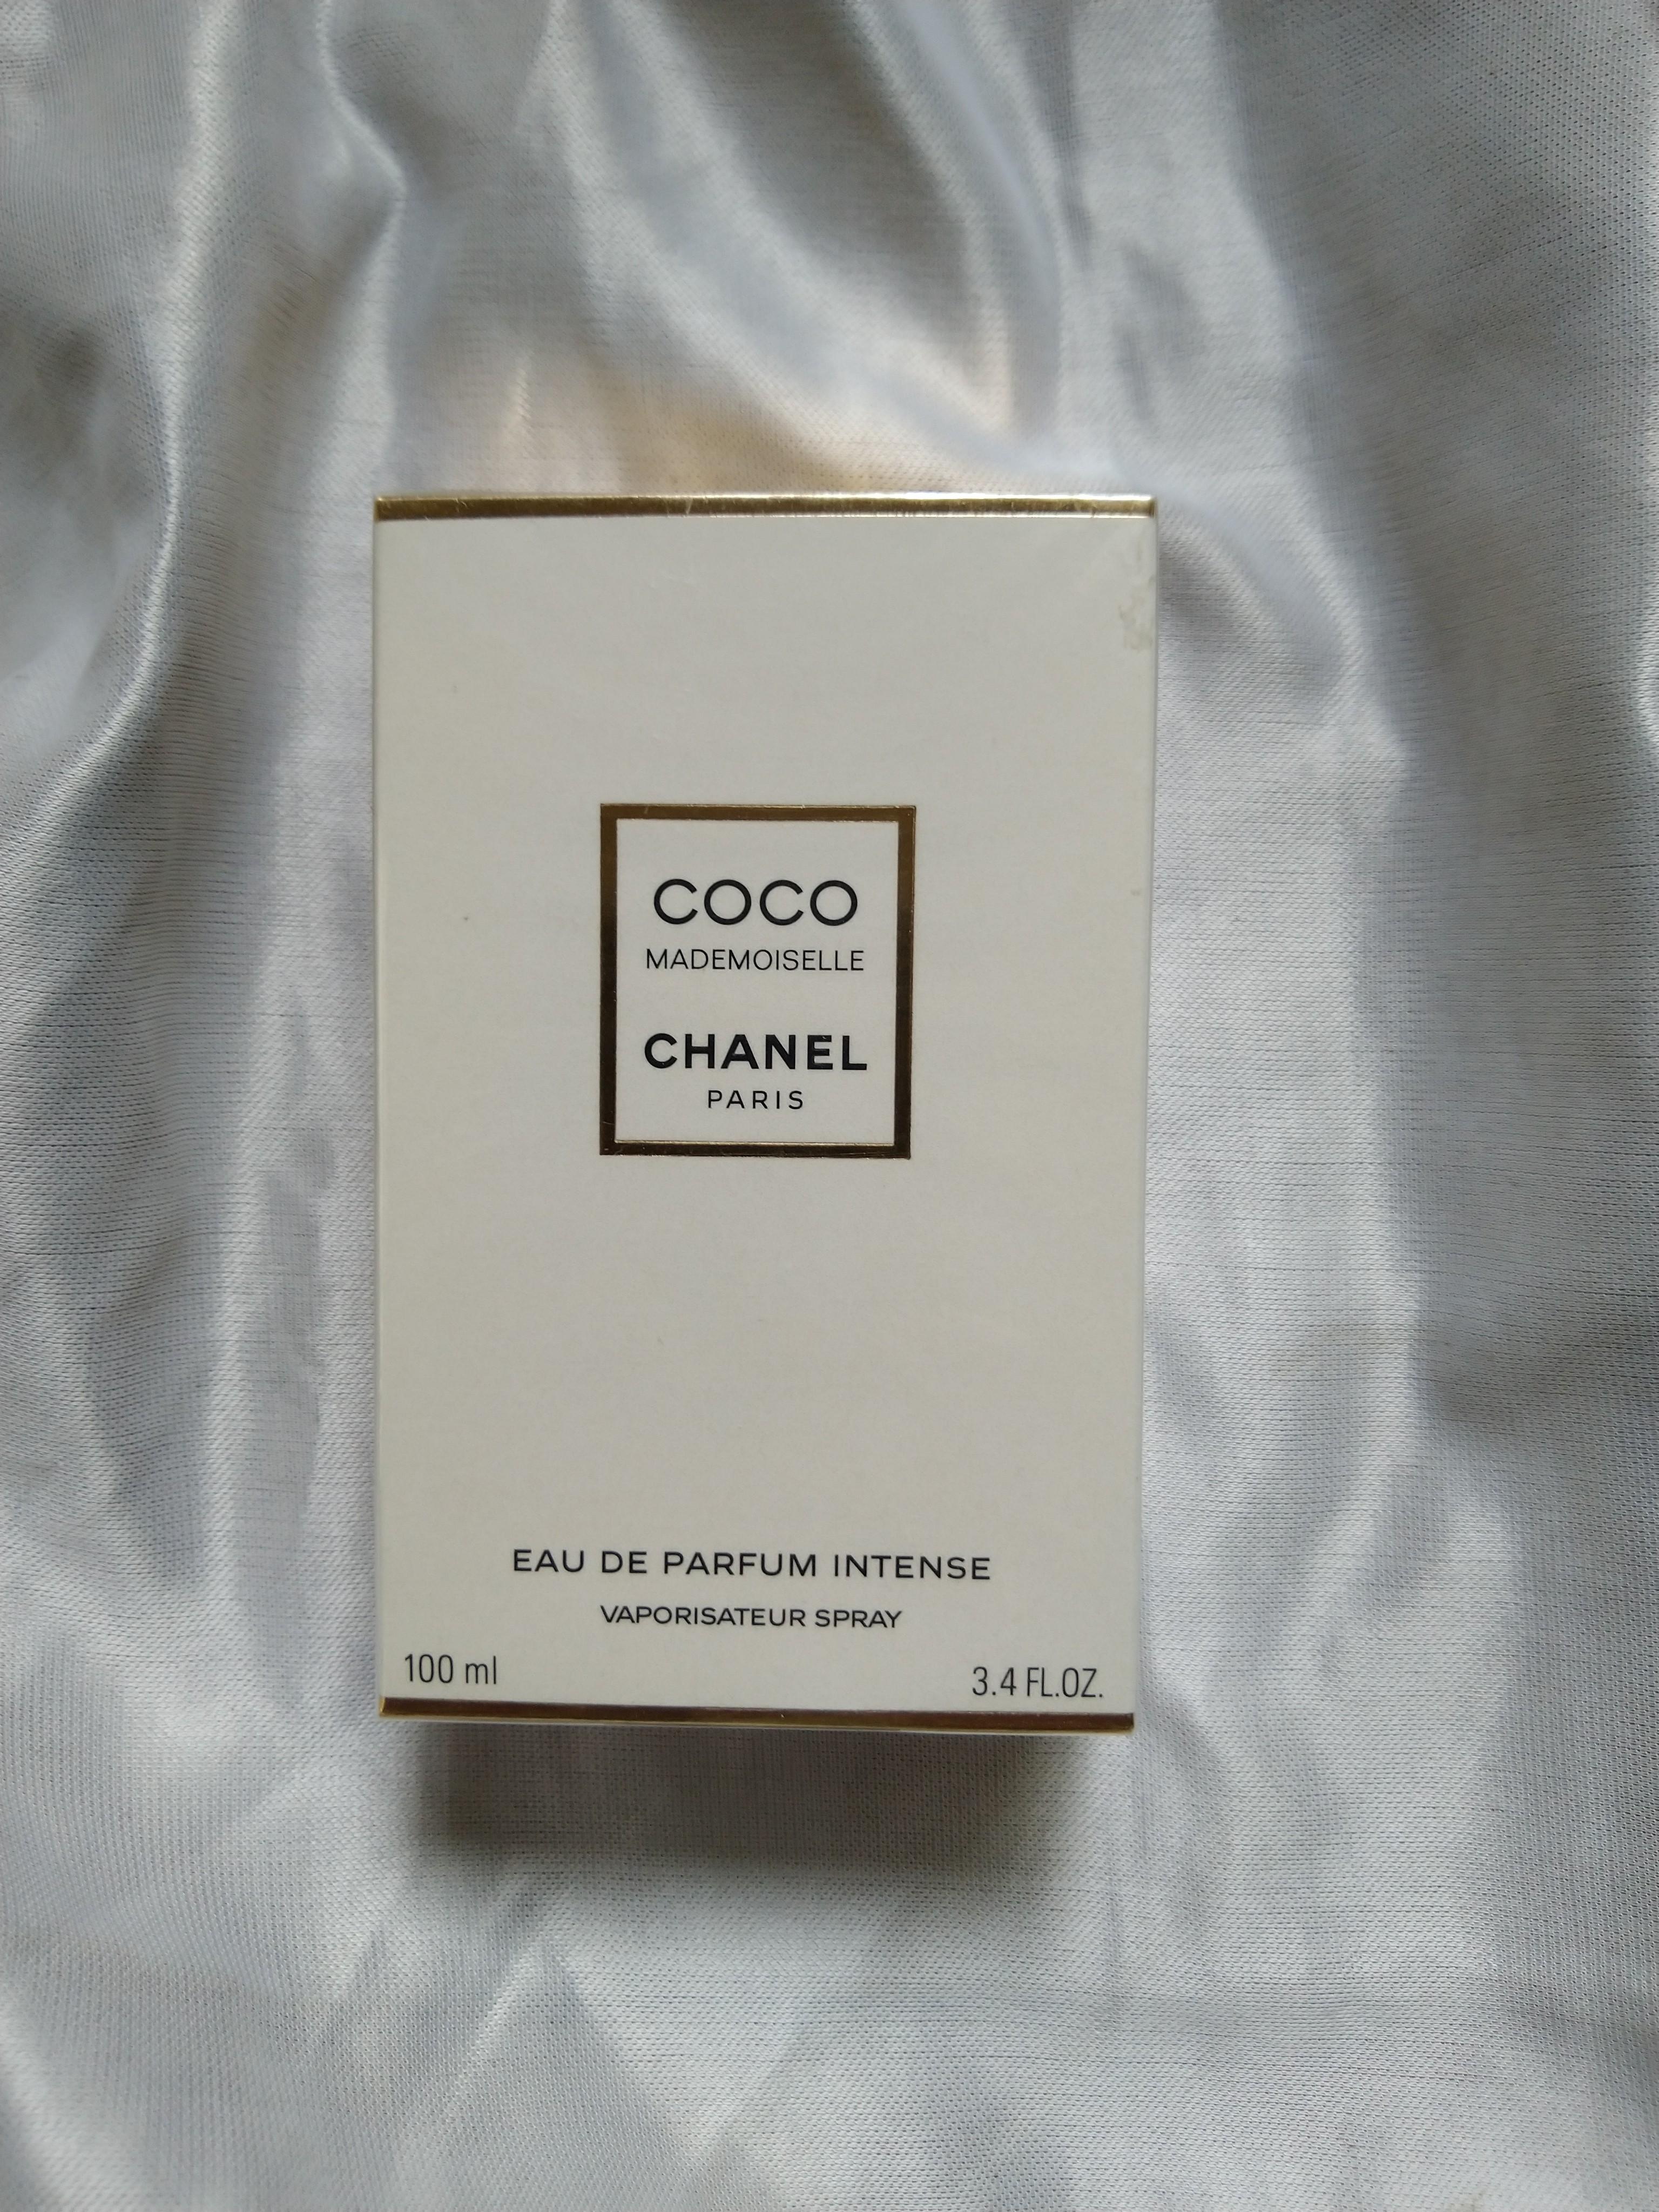 COCO
MADEMOISELLE
CHANEL
PARIS
EAU DE PARFUM INTENSE
VAPORISATEUR SPRAY
100 ml
3.4 FL.OZ.